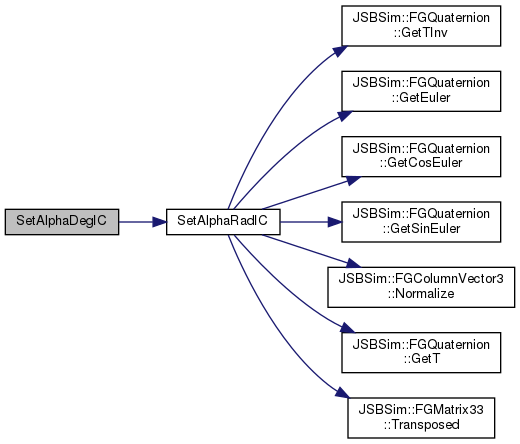 JSBSim::FGQuaternion
::GetTInv
JSBSim::FGQuaternion
::GetEuler
JSBSim::FGQuaternion
::GetCosEuler
SetAlphaDegIC
SetAlphaRadIC
JSBSim::FGQuaternion
::GetSinEuler
JSBSim::FGColumnVector3
::Normalize
JSBSim::FGQuaternion
::GetT
JSBSim::FGMatrix33
::Transposed